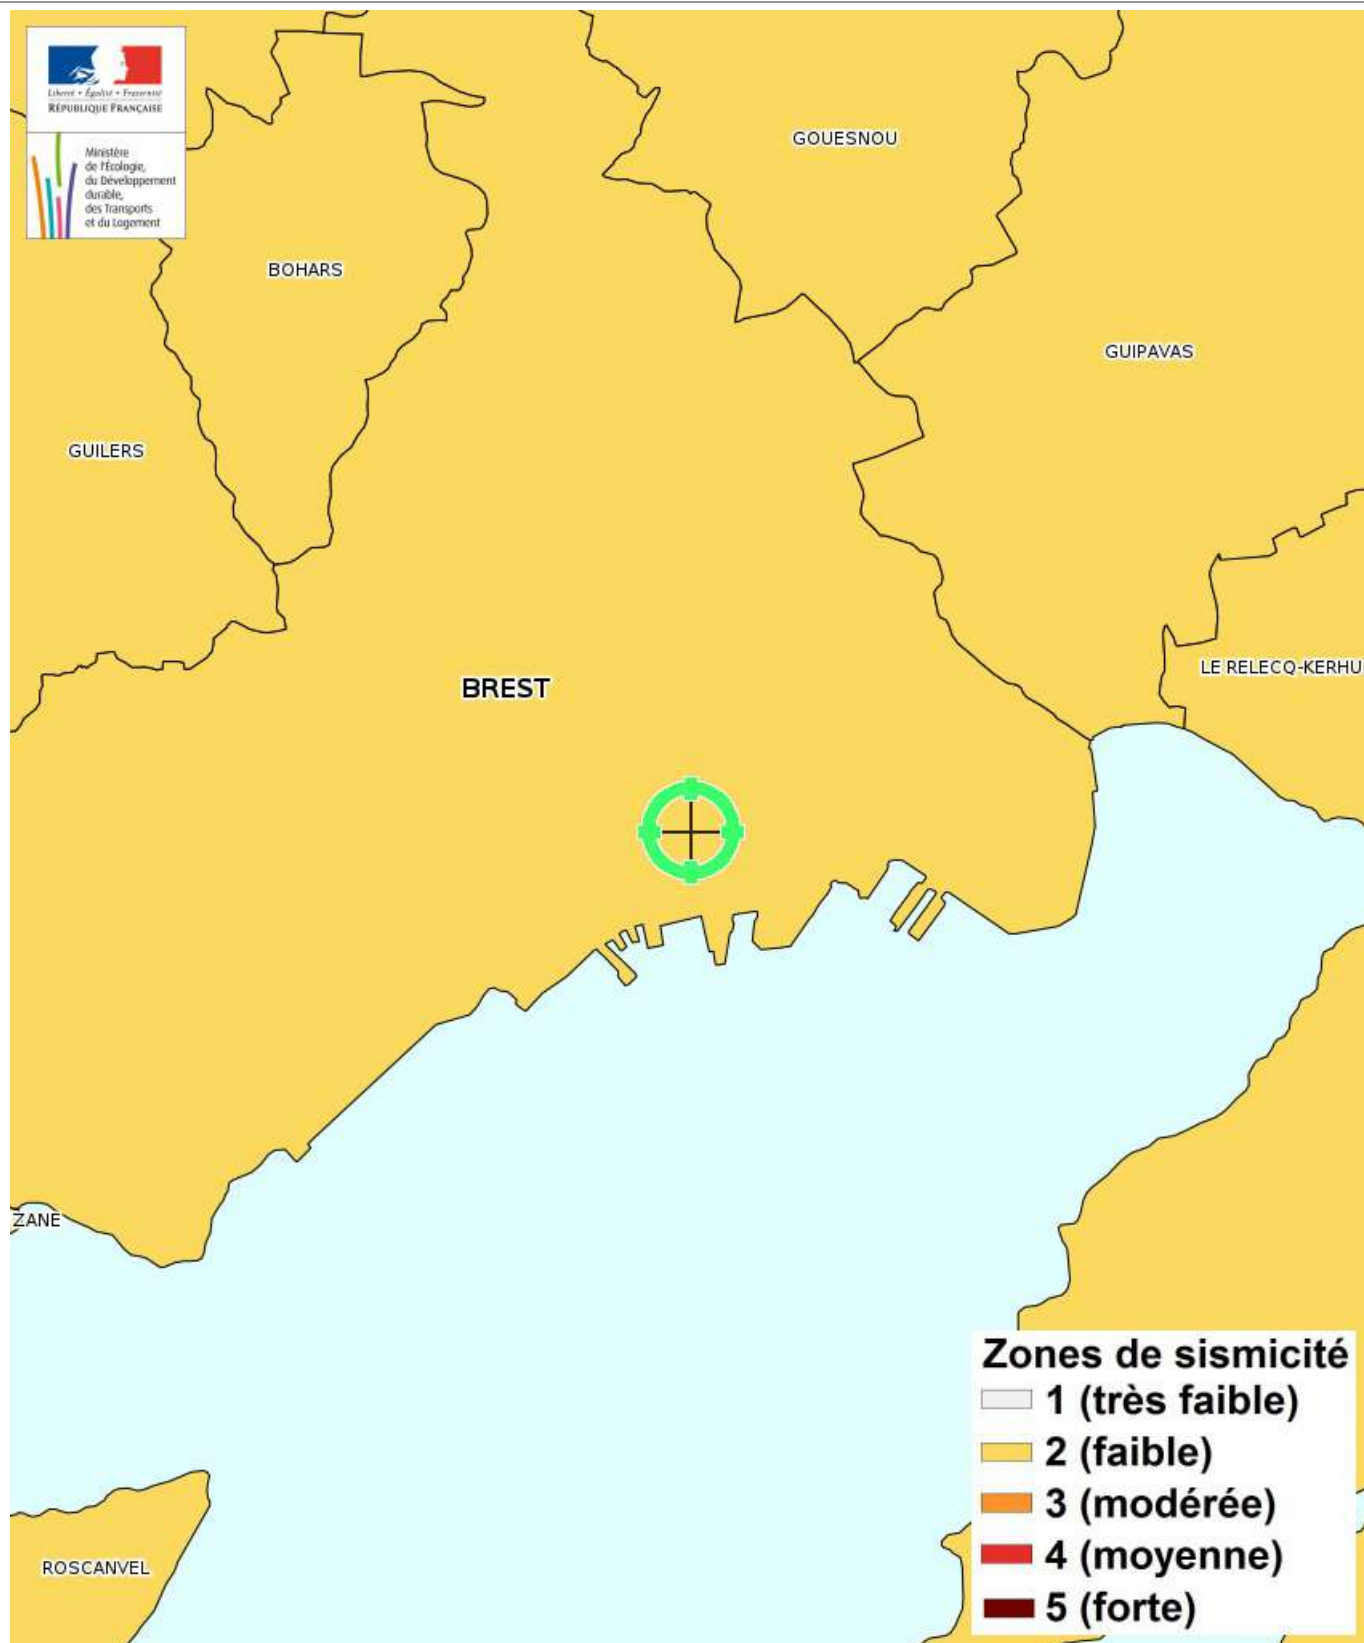 Liberté • Égalité • Fraternité
RÉPUBLIQUE FRANÇAISE
Ministère
de l'Écologie,
du Développement
durable,
des Transports
et du Logement
GOUESNOU
BOHARS
GUIPAVAS
GUILERS
LE RELECQ-KERHU
BREST
ZANE
ROSCANVEL
Zones de sismicité
1 (très faible)
2 (faible)
3 (modérée)
4 (moyenne)
5 (forte)